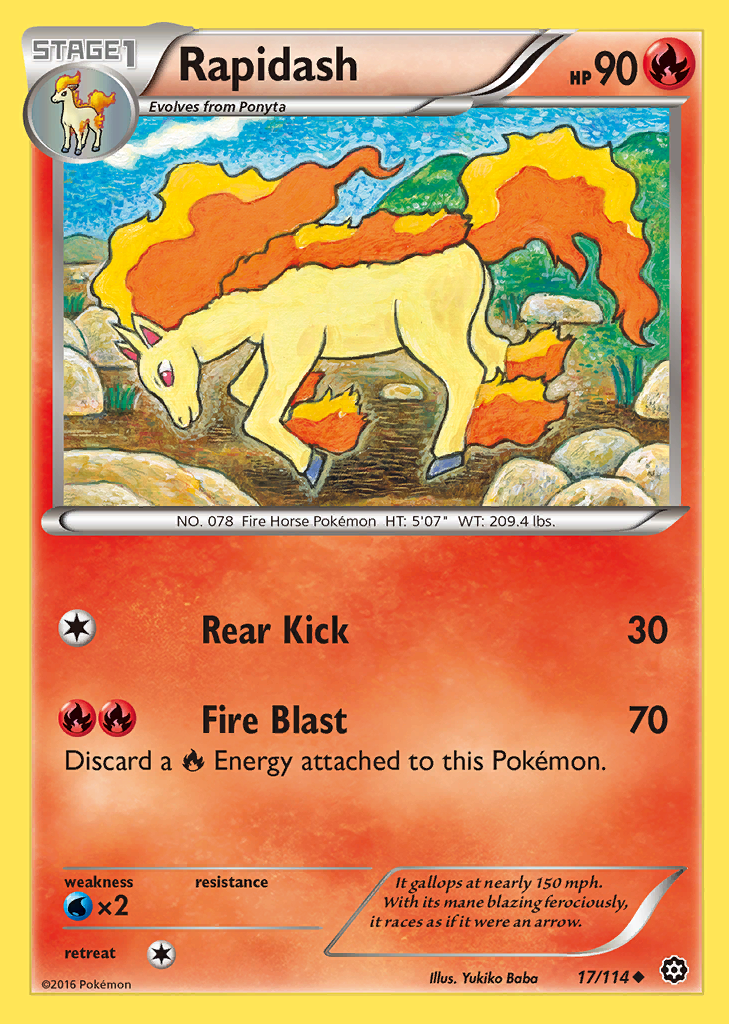 STAGE1
Rapidash
HP 90
Evolves from Ponyta
NO. 078 Fire Horse Pokémon HT: 5'07" WT: 209.4 lbs.
Rear Kick 30
Fire Blast 70
Discard a Energy attached to this Pokémon.
weakness resistance
×2
It gallops at nearly 150 mph.
With its mane blazing ferociously,
it races as if it were an arrow.
retreat
©2016 Pokémon
Illus. Yukiko Baba 17/114